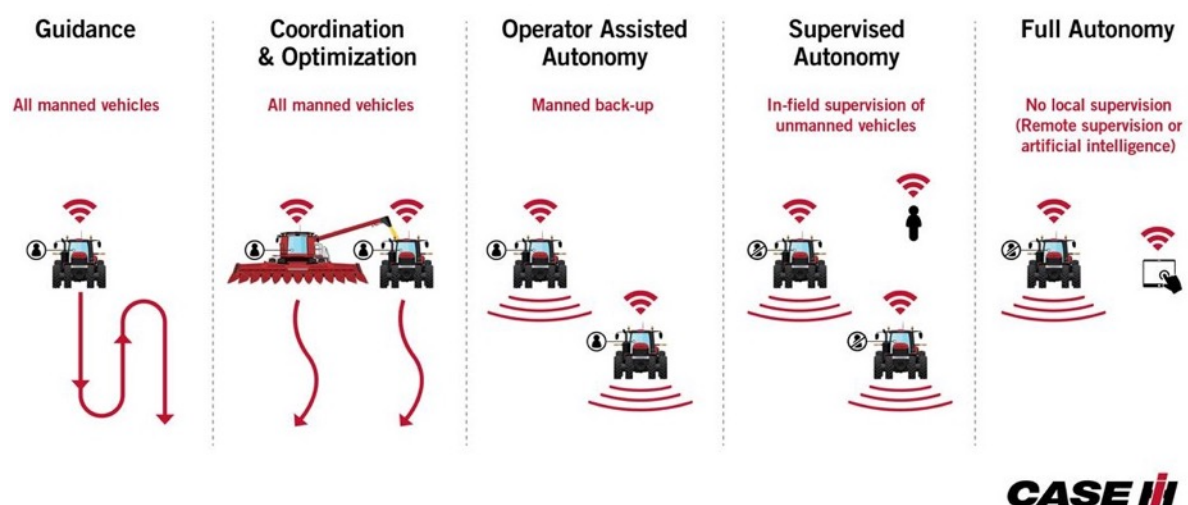 Guidance
All manned vehicles
Coordination
& Optimization
All manned vehicles
Operator Assisted
Autonomy
Manned back-up
Supervised
Autonomy
In-field supervision of
unmanned vehicles
Full Autonomy
No local supervision
(Remote supervision or
artificial intelligence)
CASE IH